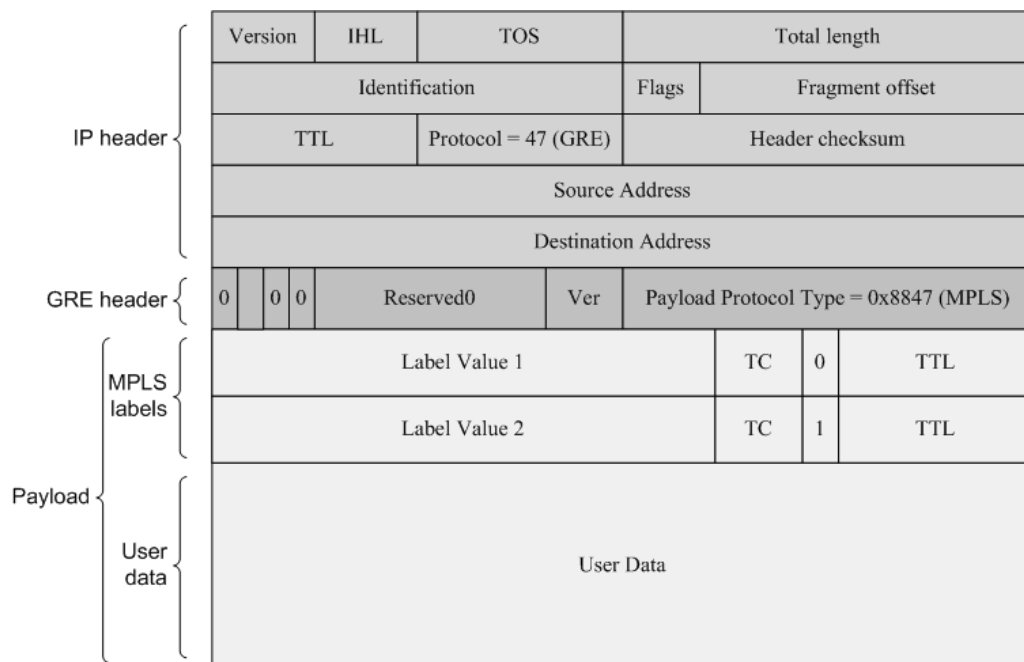 Version IHL TOS Total length
Identification Flags Fragment offset
IP header TTL Protocol = 47 (GRE) Header checksum
Source Address
Destination Address
GRE header 0 0 0 Reserved0 Ver Payload Protocol Type = 0x8847 (MPLS)
Label Value 1 TC 0 TTL
MPLS
labels
Label Value 2 TC 1 TTL
Payload
User
data
User Data